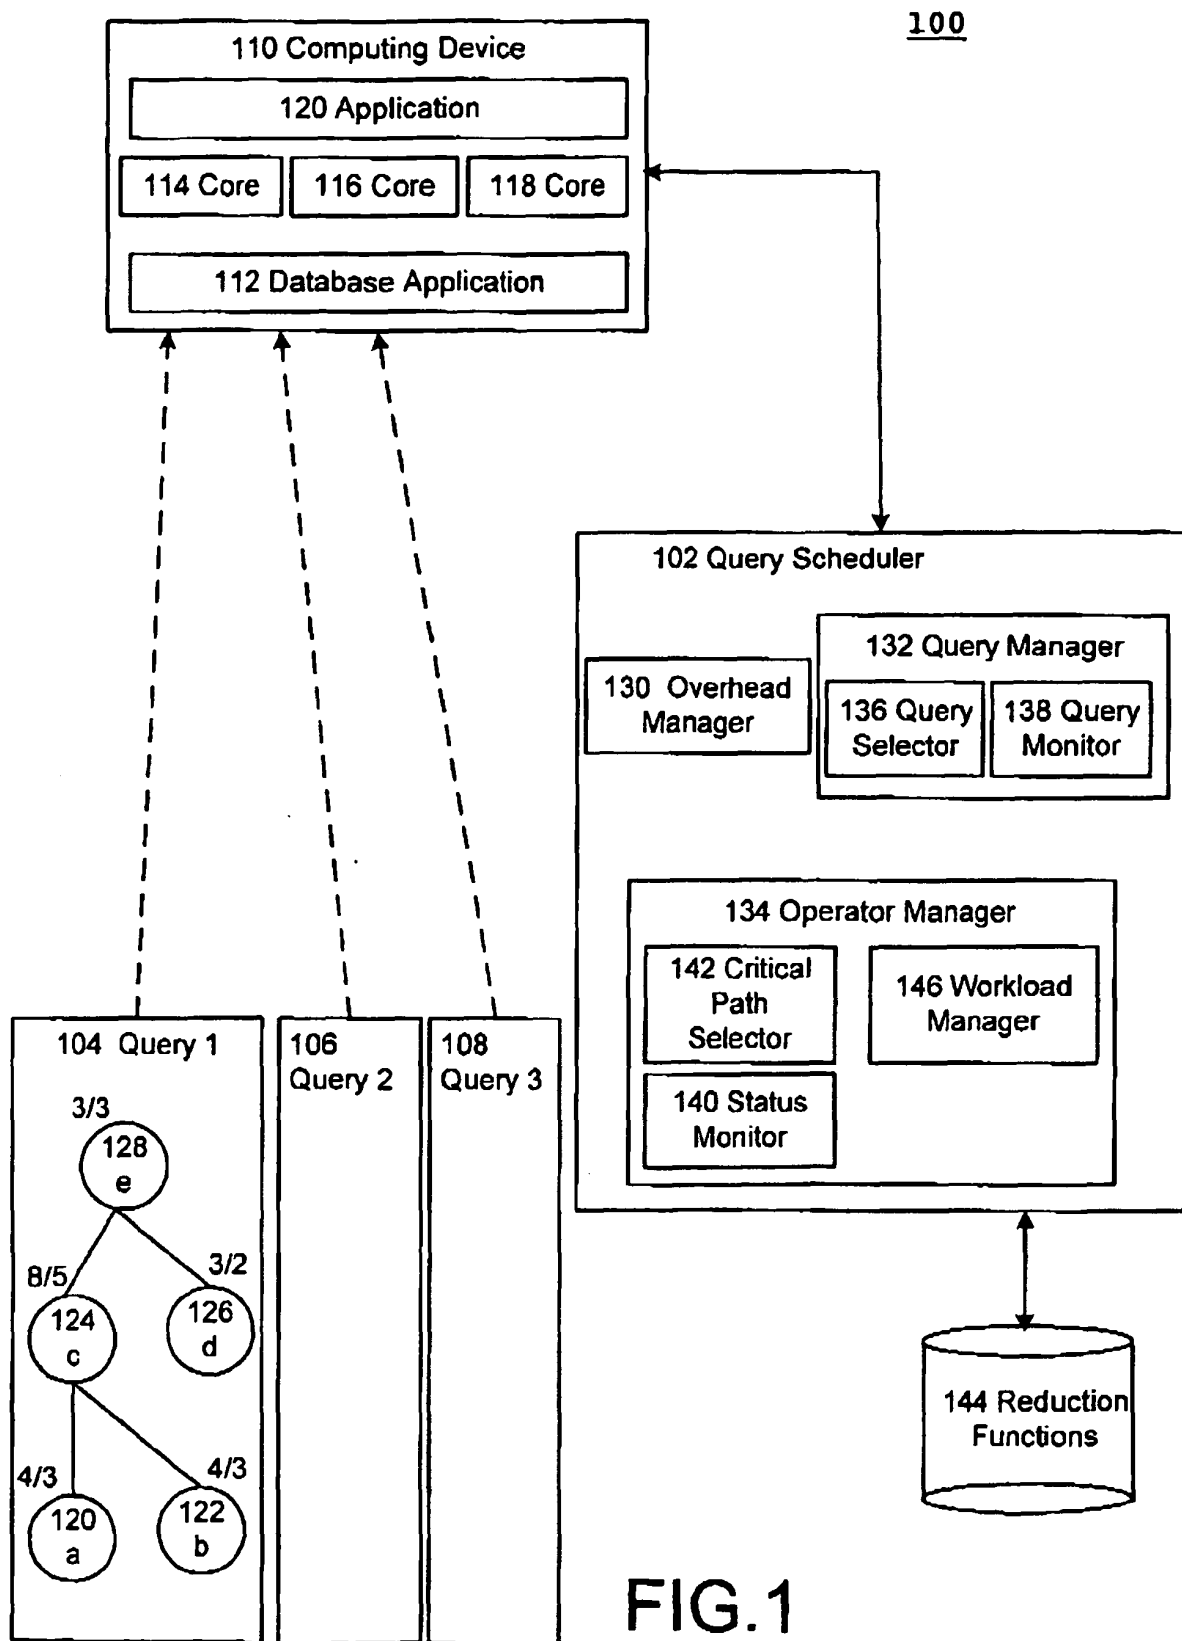 100
110 Computing Device
120 Application
114 Core
116 Core
118 Core
112 Database Application
102 Query Scheduler
132 Query Manager
130 Overhead
Manager
136 Query
Selector
138 Query
Monitor
134 Operator Manager
142 Critical
Path
Selector
146 Workload
Manager
140 Status
Monitor
104 Query 1
106
Query 2
108
Query 3
3/3
128
e
8/5
124
c
3/2
126
d
4/3
120
a
4/3
122
b
144 Reduction
Functions
FIG.1